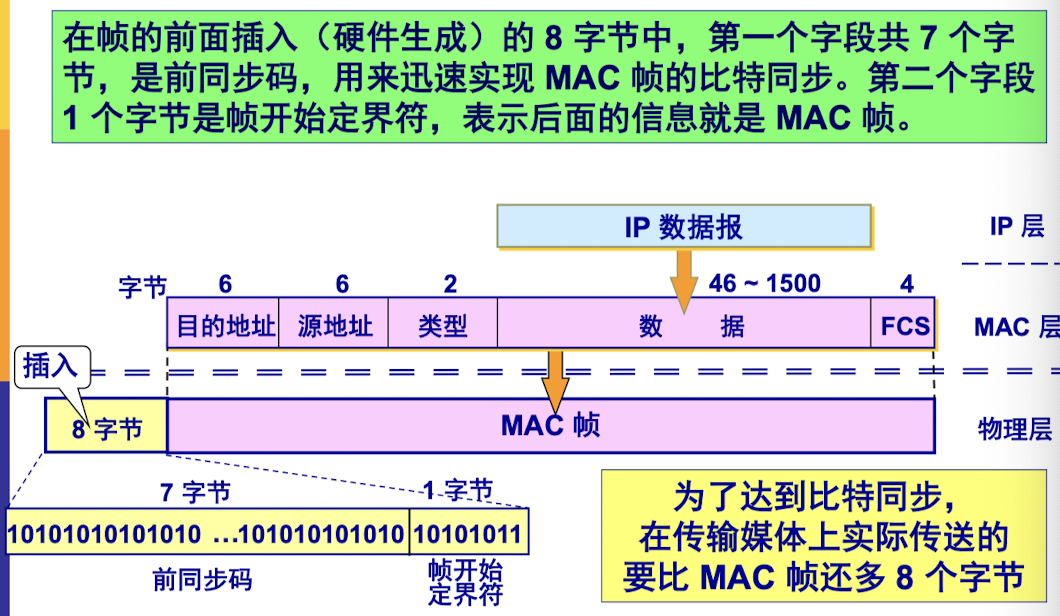 在帧的前面插入（硬件生成）的 8 字节中，第一个字段共 7 个字
节，是前同步码，用来迅速实现 MAC 帧的比特同步。第二个字段
1 个字节是帧开始定界符，表示后面的信息就是 MAC 帧。
IP 数据报
IP 层
字节
6
6
2
46 ~ 1500
4
目的地址
源地址
类型
数 据
FCS
MAC 层
插入
8 字节
MAC 帧
物理层
7 字节
1 字节
10101010101010 …101010101010
10101011
前同步码
帧开始
定界符
为了达到比特同步，
在传输媒体上实际传送的
要比 MAC 帧还多 8 个字节